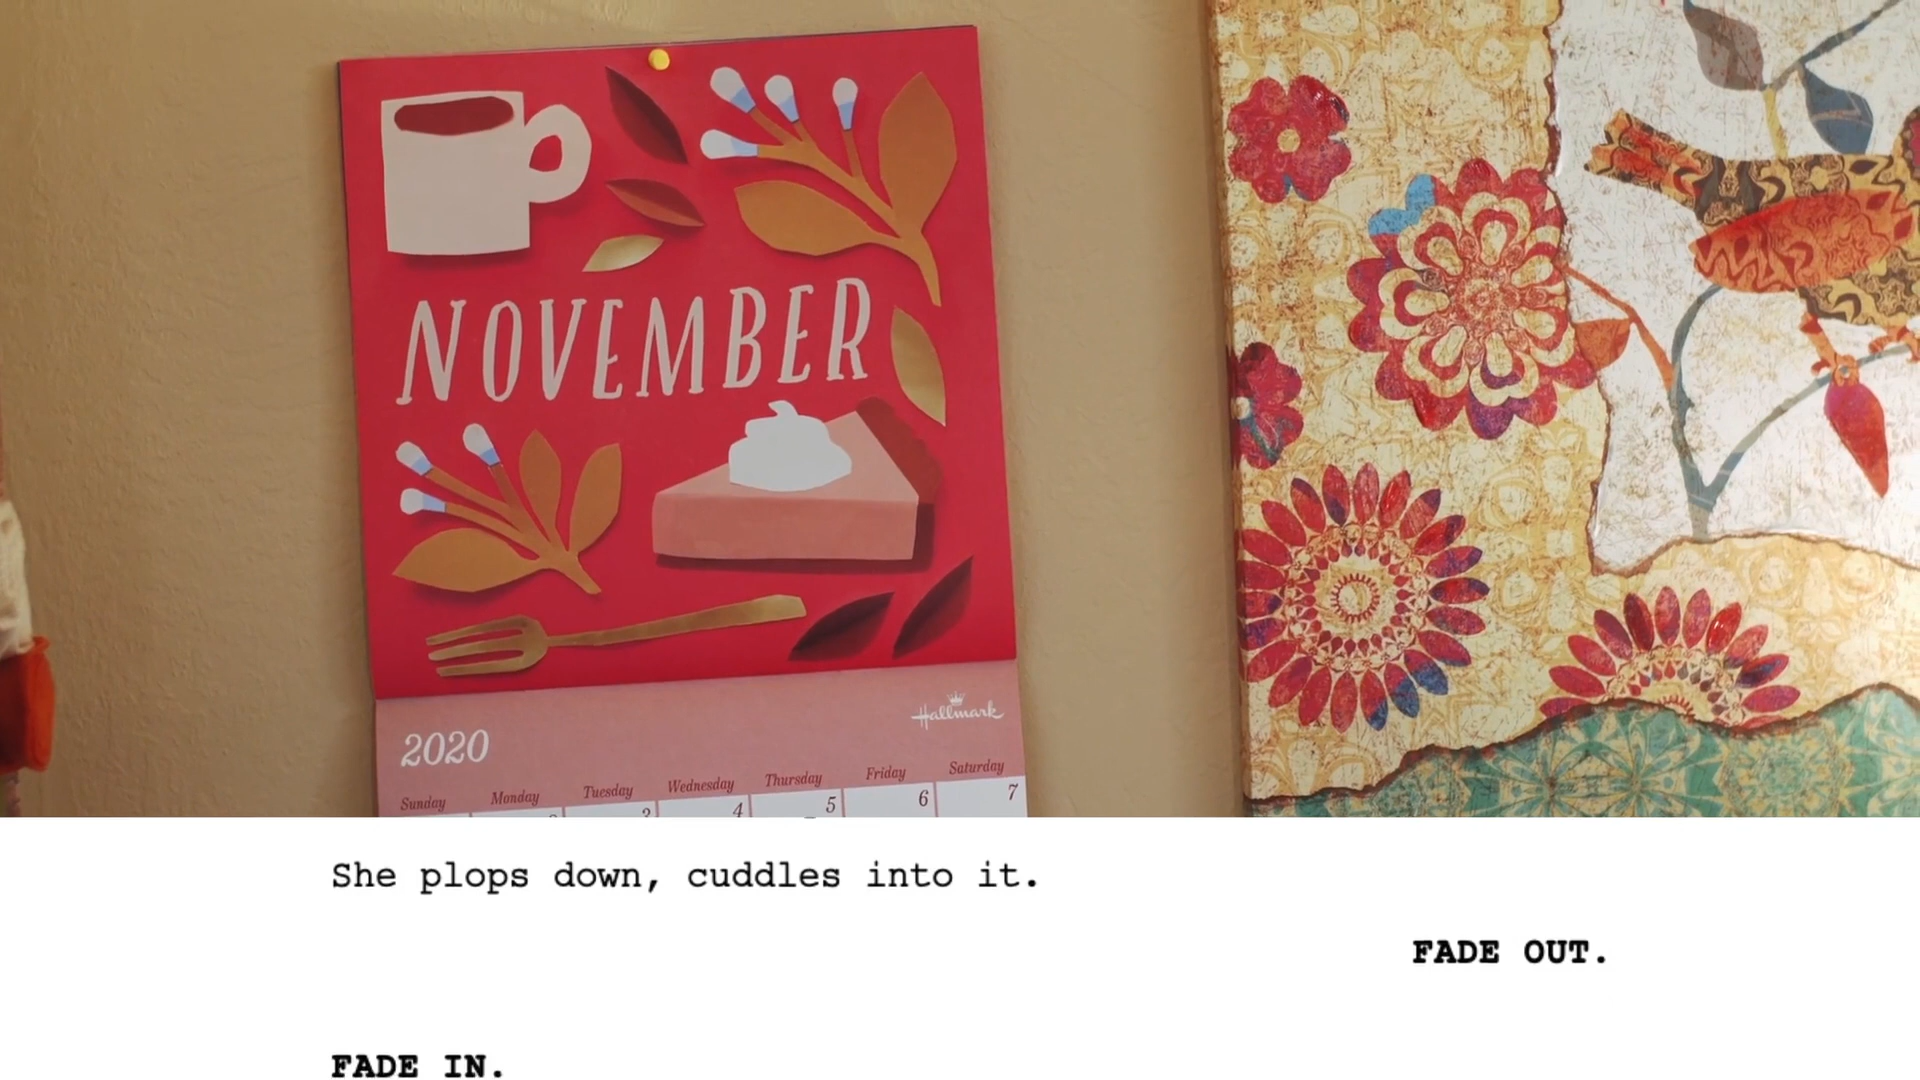 NOVEMBER
Hallmark
2020
Sunday Monday Tuesday Wednesday Thursday Friday Saturday
3 4 5 6 7
She plops down, cuddles into it.
FADE OUT.
FADE IN.